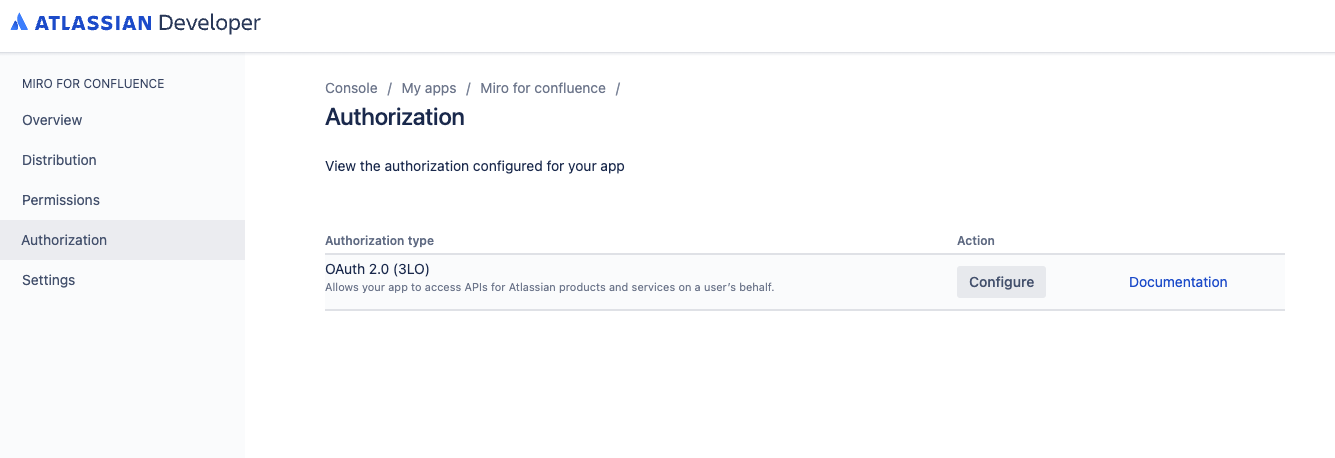 ATLASSIAN Developer
MIRO FOR CONFLUENCE
Overview
Distribution
Permissions
Authorization
Settings
Console / My apps / Miro for confluence /
Authorization
View the authorization configured for your app
Authorization type Action
OAuth 2.0 (3LO)
Allows your app to access APIs for Atlassian products and services on a user's behalf.
Configure Documentation